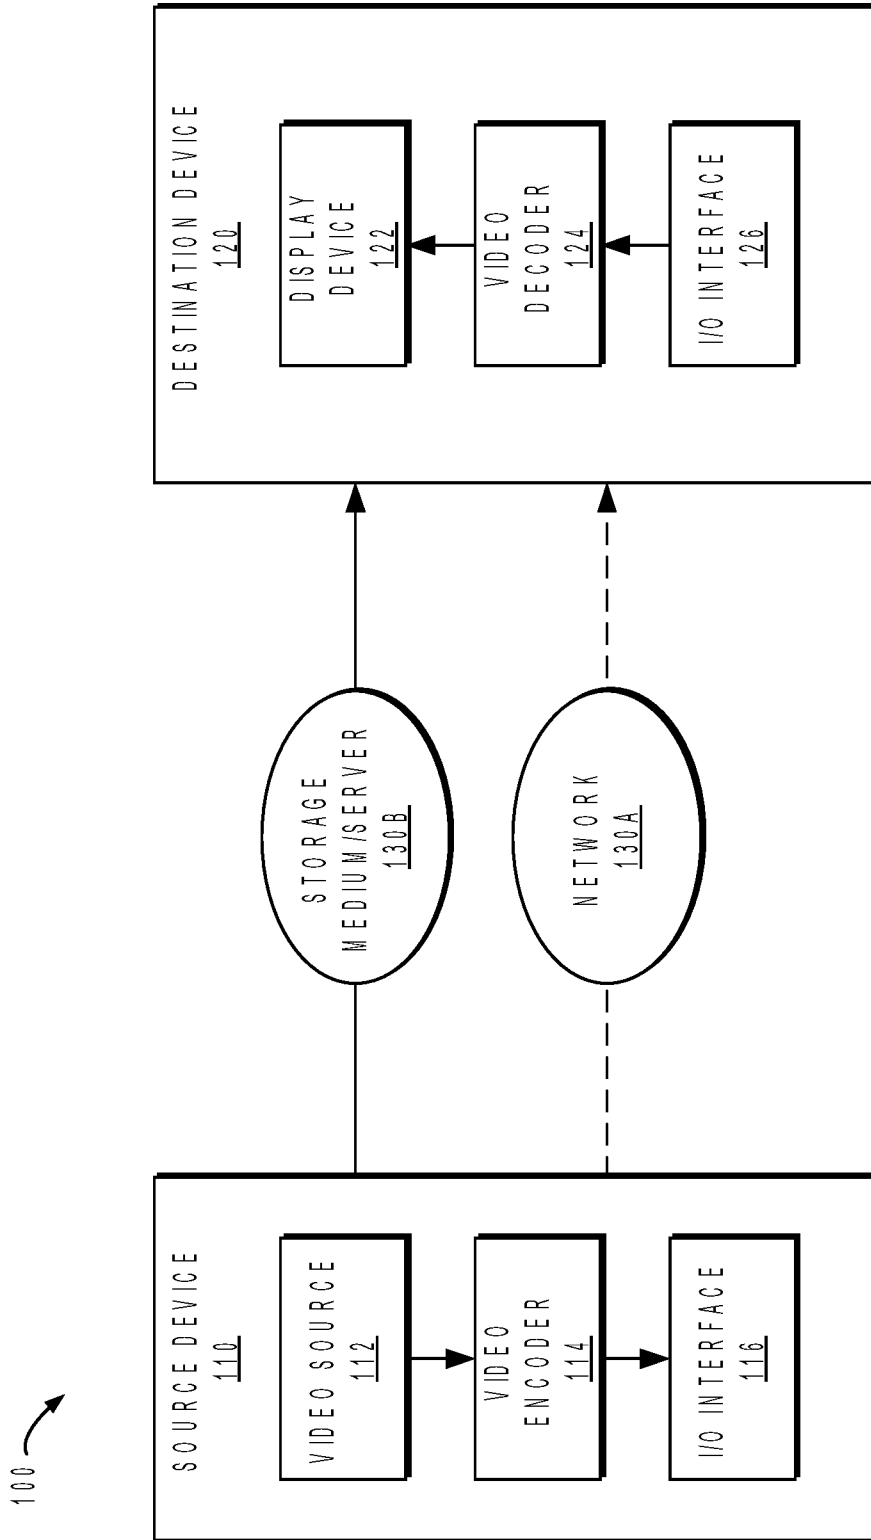 100
SOURCE DEVICE
110
VIDEO SOURCE
112
VIDEO
ENCODER
114
I/O INTERFACE
116
STORAGE
MEDIUM/SERVER
130B
NETWORK
130A
DESTINATION DEVICE
120
DISPLAY
DEVICE
122
VIDEO
DECODER
124
I/O INTERFACE
126